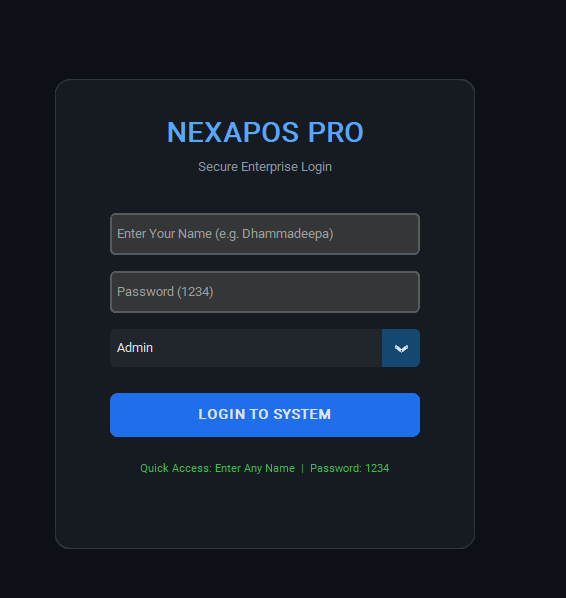 NEXAPOS PRO
Secure Enterprise Login
Enter Your Name (e.g. Dhammadeepa)
Password (1234)
Admin
LOGIN TO SYSTEM
Quick Access: Enter Any Name | Password: 1234